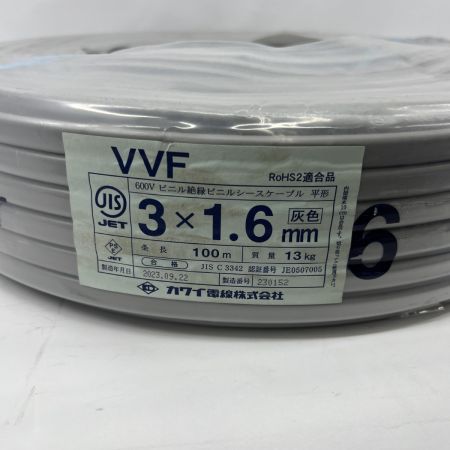 VVF
RoHS2適合品
600V ビニル絶縁ビニルシースケーブル 平形
JIS
JET
3×1.6mm
灰色
PS
E
JET
条長 100m 質量 13kg
合格 JIS C 3342 認証番号 JE0507005
製造年月日 2023.09.22 製造番号 230152
カワイ電線株式会社
6